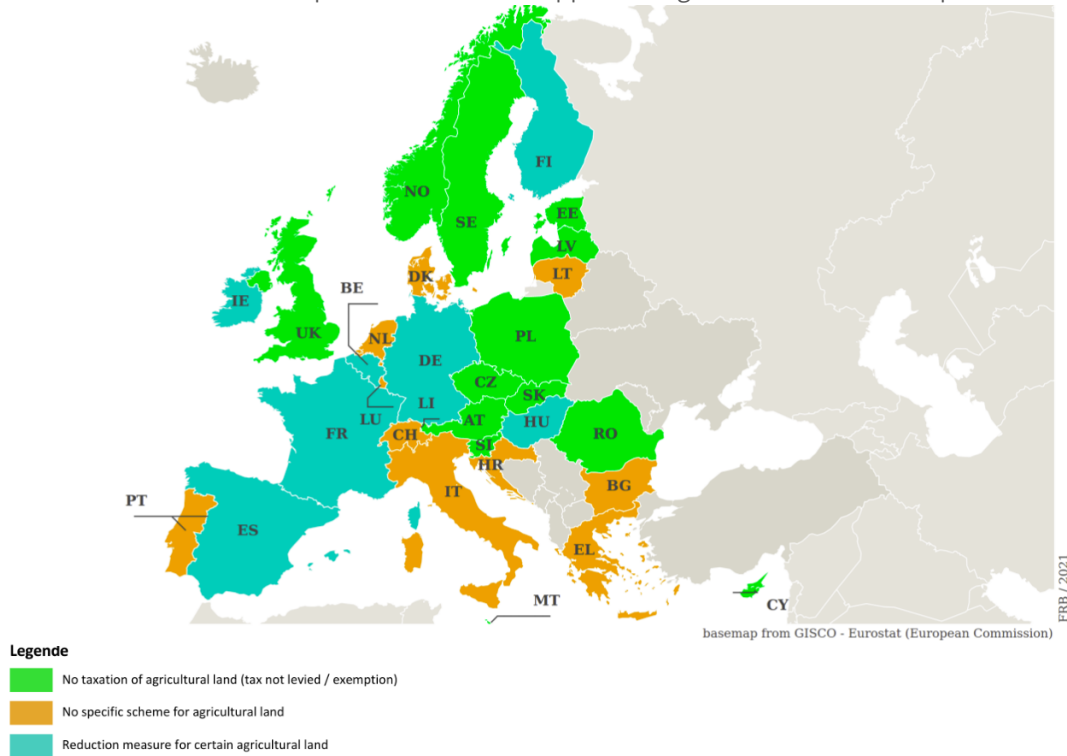 NO
SE
FI
EE
LV
LT
DK
BE
IE
UK
NL
PL
DE
CZ
SK
LI
LU
AT
HU
FR
CH
SI
RO
HR
IT
BG
PT
ES
EL
MT
CY
FRB / 2021
basemap from GISCO - Eurostat (European Commission)
Legende
No taxation of agricultural land (tax not levied / exemption)
No specific scheme for agricultural land
Reduction measure for certain agricultural land